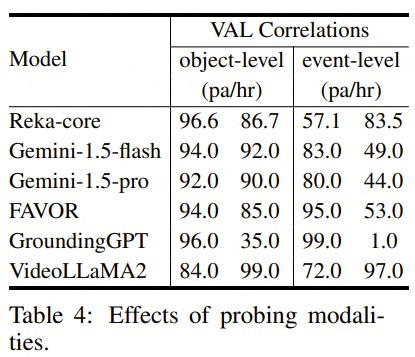 VAL Correlations
Model object-level event-level
(pa/hr) (pa/hr)
Reka-core 96.6 86.7 57.1 83.5
Gemini-1.5-flash 94.0 92.0 83.0 49.0
Gemini-1.5-pro 92.0 90.0 80.0 44.0
FAVOR 94.0 85.0 95.0 53.0
GroundingGPT 96.0 35.0 99.0 1.0
VideoLLaMA2 84.0 99.0 72.0 97.0
Table 4: Effects of probing modali-
ties.